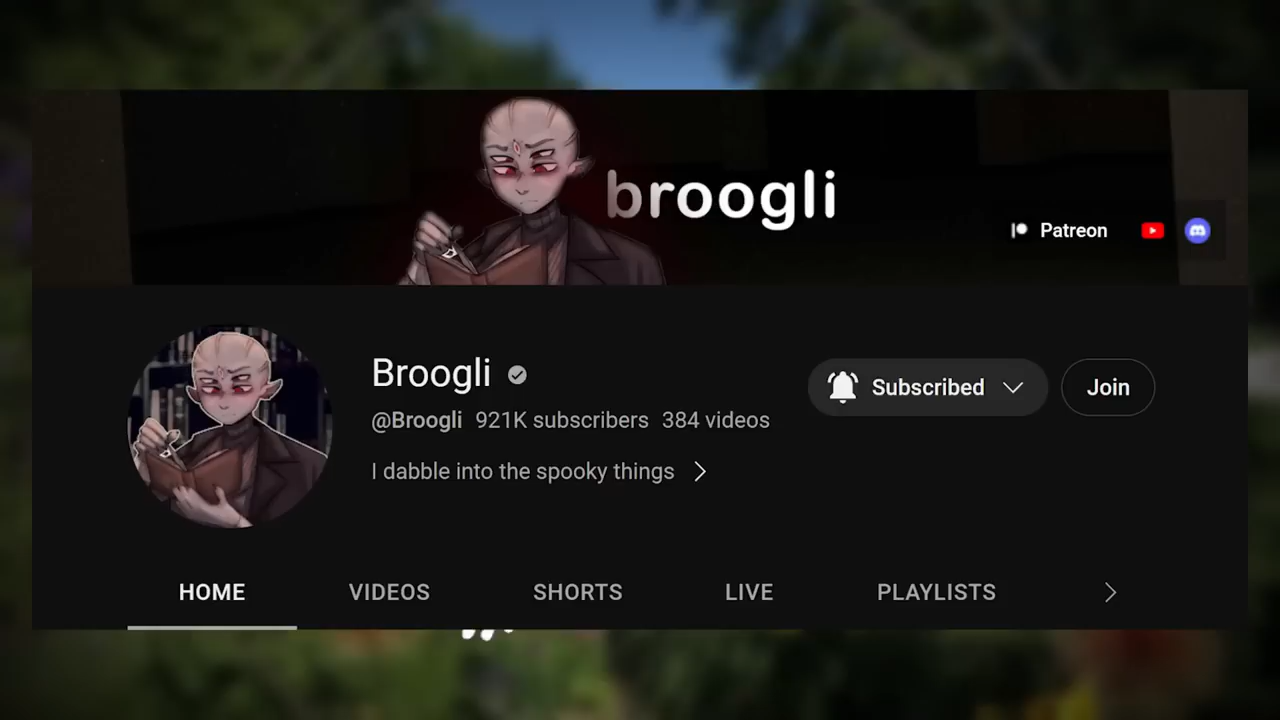 broogli
Patreon
Broogli
@Broogli 921K subscribers 384 videos
Subscribed
Join
I dabble into the spooky things
HOME VIDEOS SHORTS LIVE PLAYLISTS